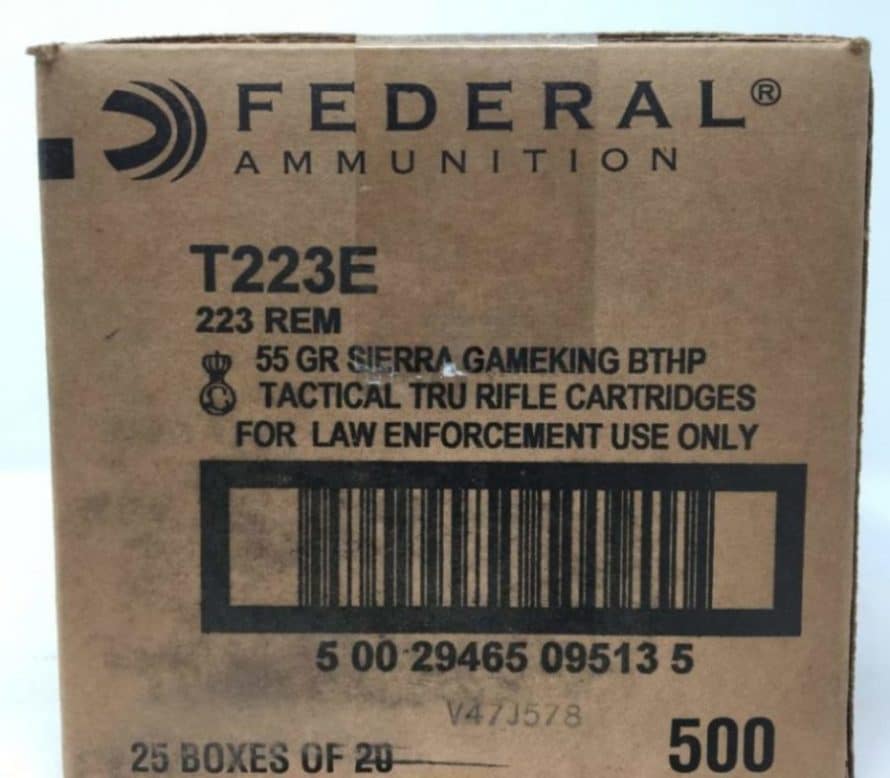 FEDERAL®
AMMUNITION
T223E
223 REM
55 GR SIERRA GAMEKING BTHP
TACTICAL TRU RIFLE CARTRIDGES
FOR LAW ENFORCEMENT USE ONLY
5 00 29465 09513 5
V47J578
25 BOXES OF 20
500